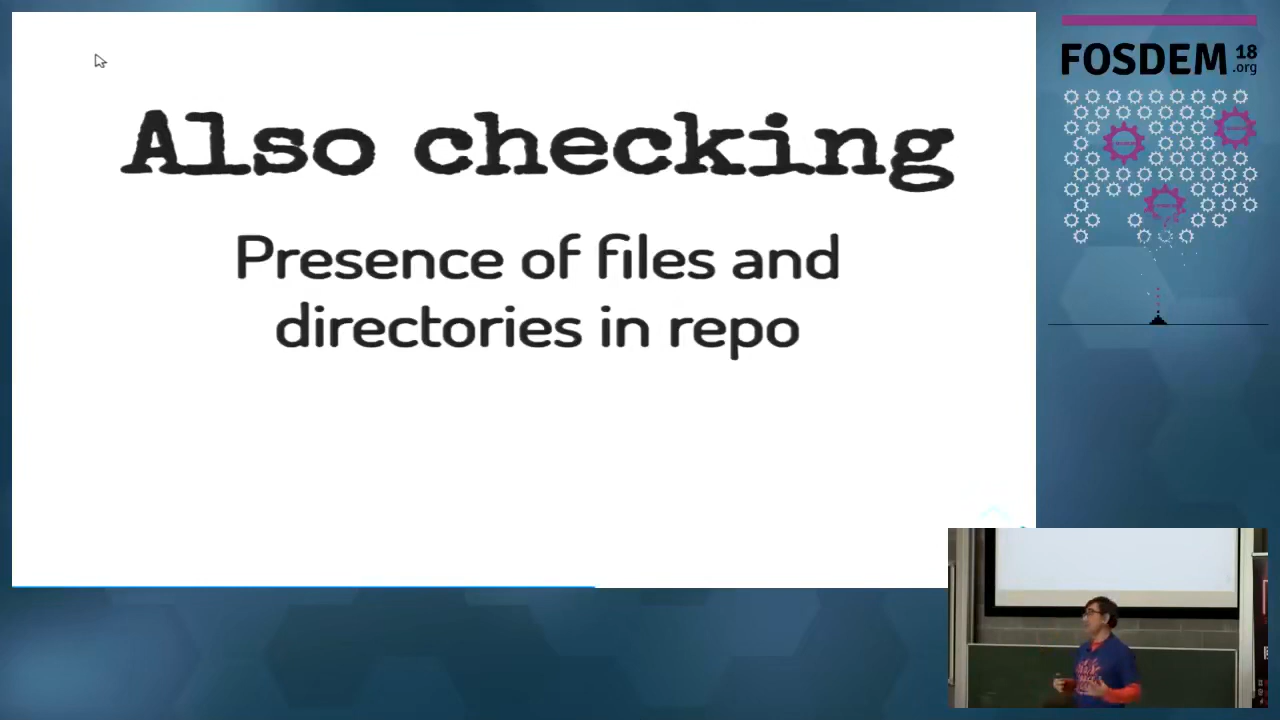 Also checking
Presence of files and
directories in repo
FOSDEM 18
.org